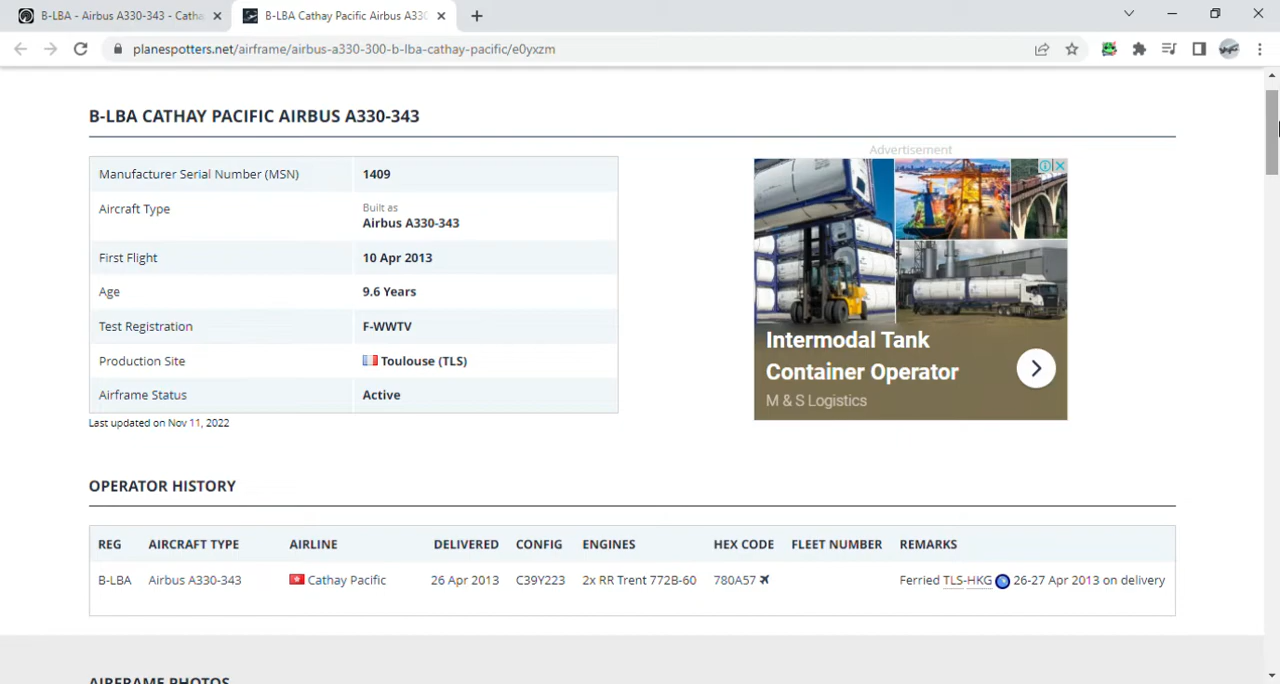 B-LBA - Airbus A330-343 - Catha
B-LBA Cathay Pacific Airbus A330
planespotters.net/airframe/airbus-a330-300-b-lba-cathay-pacific/e0yxzm
B-LBA CATHAY PACIFIC AIRBUS A330-343
Manufacturer Serial Number (MSN) 1409
Aircraft Type Built as
Airbus A330-343
First Flight 10 Apr 2013
Age 9.6 Years
Test Registration F-WWTV
Production Site Toulouse (TLS)
Airframe Status Active
Last updated on Nov 11, 2022
Advertisement
Intermodal Tank
Container Operator
M & S Logistics
OPERATOR HISTORY
REG AIRCRAFT TYPE AIRLINE DELIVERED CONFIG ENGINES HEX CODE FLEET NUMBER REMARKS
B-LBA Airbus A330-343 Cathay Pacific 26 Apr 2013 C39Y223 2x RR Trent 772B-60 780A57 Ferried TLS-HKG 26-27 Apr 2013 on delivery
AIRFRAME PHOTOS